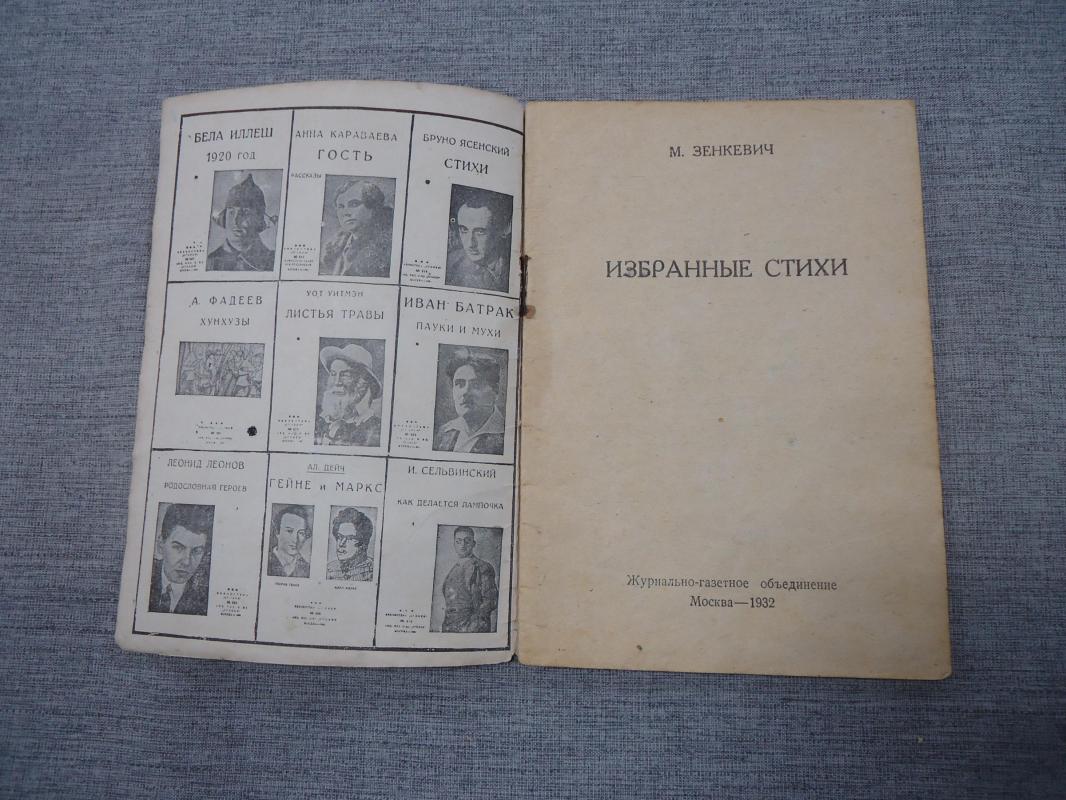 БЕЛА ИЛЛЕШ
1920 ГОД
АННА КАРАВАЕВА
ГОСТЬ
РАССКАЗЫ
БРУНО ЯСЕНСКИЙ
СТИХИ
А. ФАДЕЕВ
ХУНХУЗЫ
УОТ УИТМЭН
ЛИСТЬЯ ТРАВЫ
ИВАН БАТРАК
ПАУКИ И МУХИ
ЛЕОНИД ЛЕОНОВ
РОДОСЛОВНАЯ ГЕРОЕВ
АЛ. ДЕЙЧ
ГЕЙНЕ и МАРКС
И. СЕЛЬВИНСКИЙ
КАК ДЕЛАЕТСЯ ЛАМПОЧКА
М. ЗЕНКЕВИЧ
ИЗБРАННЫЕ СТИХИ
Журнально-газетное объединение
Москва—1932